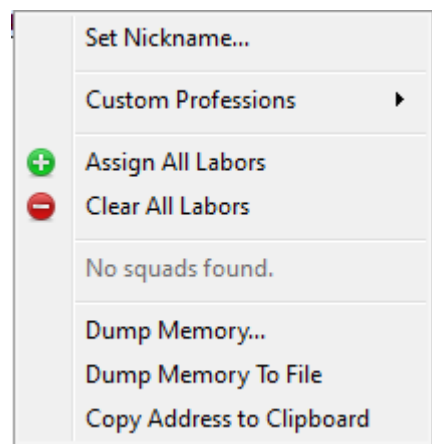 Set Nickname...
Custom Professions
Assign All Labors
Clear All Labors
No squads found.
Dump Memory...
Dump Memory To File
Copy Address to Clipboard